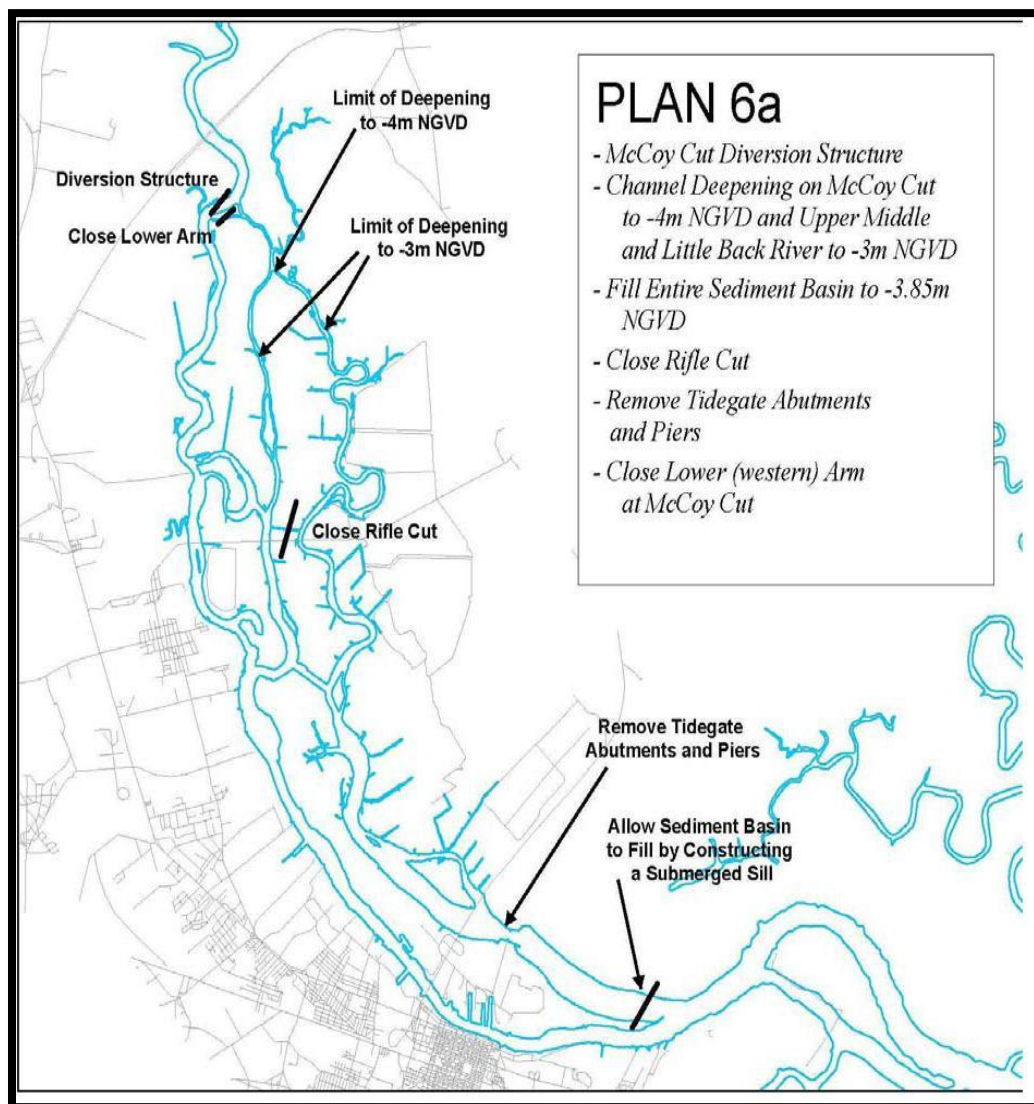 Limit of Deepening
to -4m NGVD
Diversion Structure
Close Lower Arm
Limit of Deepening
to -3m NGVD
Close Rifle Cut
Remove Tidegate
Abutments and Piers
Allow Sediment Basin
to Fill by Constructing
a Submerged Sill
PLAN 6a
- McCoy Cut Diversion Structure
- Channel Deepening on McCoy Cut
to -4m NGVD and Upper Middle
and Little Back River to -3m NGVD
- Fill Entire Sediment Basin to -3.85m
NGVD
- Close Rifle Cut
- Remove Tidegate Abutments
and Piers
- Close Lower (western) Arm
at McCoy Cut